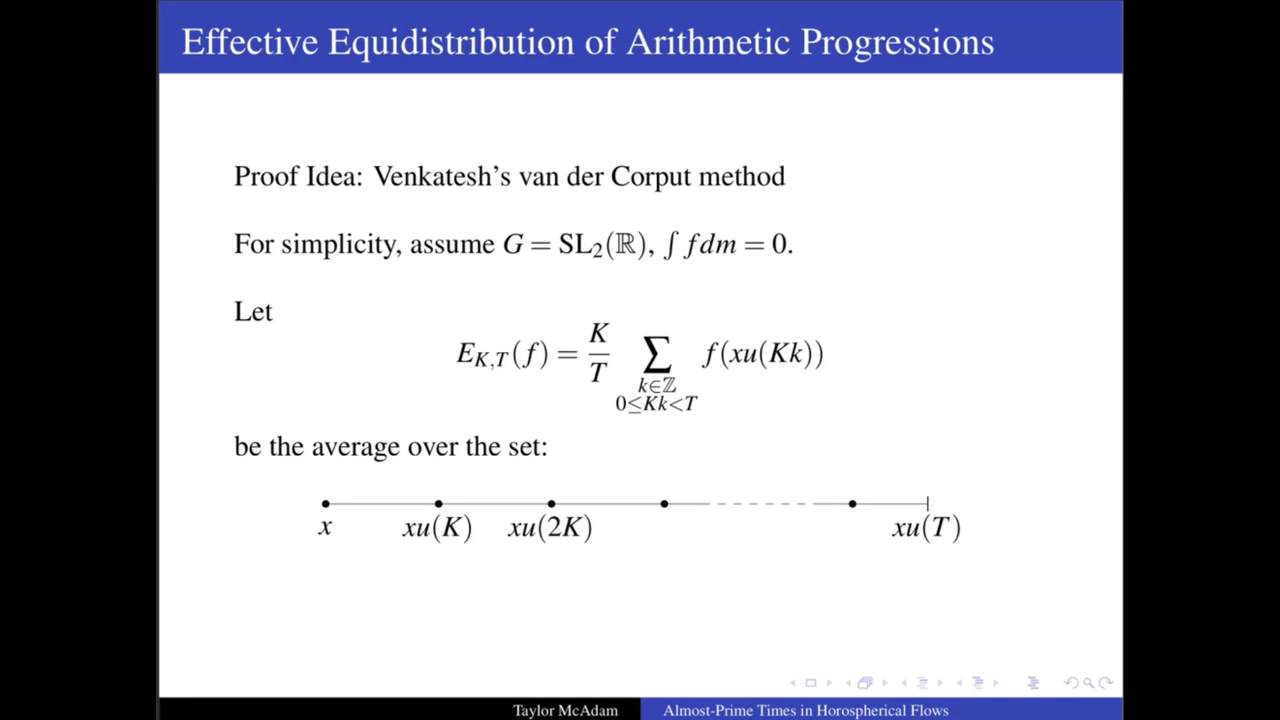 Effective Equidistribution of Arithmetic Progressions
Proof Idea: Venkatesh's van der Corput method
For simplicity, assume G = SL₂(ℝ), ∫ f dm = 0.
Let
E_{K,T}(f) = K/T ∑_{k∈ℤ, 0≤Kk<T} f(xu(Kk))
be the average over the set:
x xu(K) xu(2K) xu(T)
Taylor McAdam Almost-Prime Times in Horospherical Flows